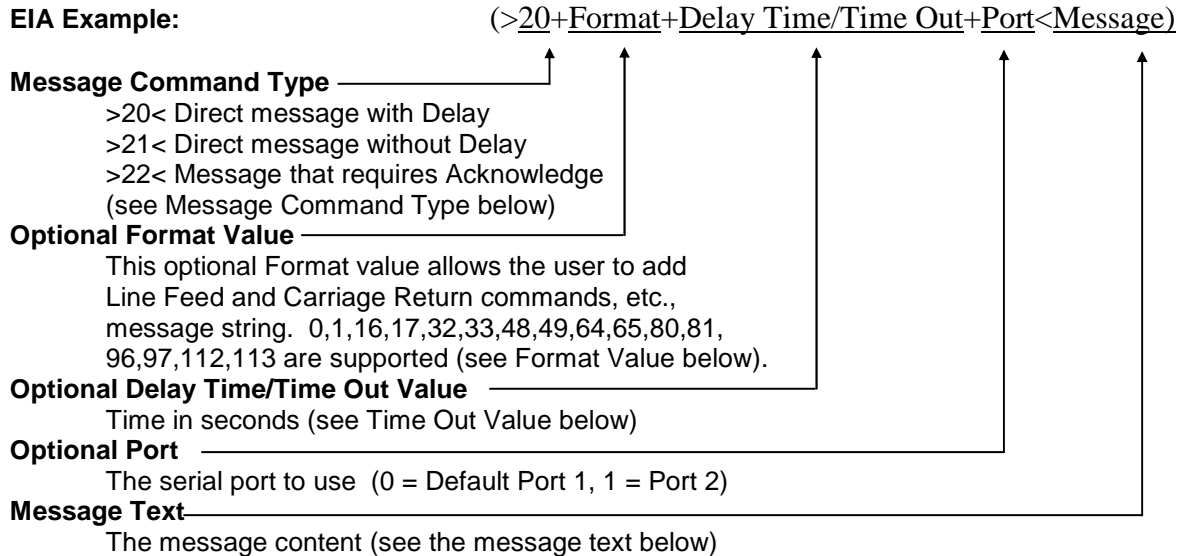 EIA Example: (>20+Format+Delay Time/Time Out+Port<Message)
Message Command Type
>20< Direct message with Delay
>21< Direct message without Delay
>22< Message that requires Acknowledge
(see Message Command Type below)
Optional Format Value
This optional Format value allows the user to add
Line Feed and Carriage Return commands, etc.,
message string. 0,1,16,17,32,33,48,49,64,65,80,81,
96,97,112,113 are supported (see Format Value below).
Optional Delay Time/Time Out Value
Time in seconds (see Time Out Value below)
Optional Port
The serial port to use (0 = Default Port 1, 1 = Port 2)
Message Text
The message content (see the message text below)